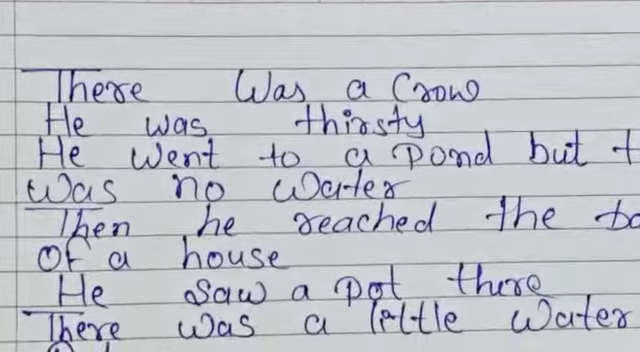 There Was a Crow
He was thirsty
He went to a pond but
was no water
Then he reached the
of a house
He saw a pot there
There was a little water